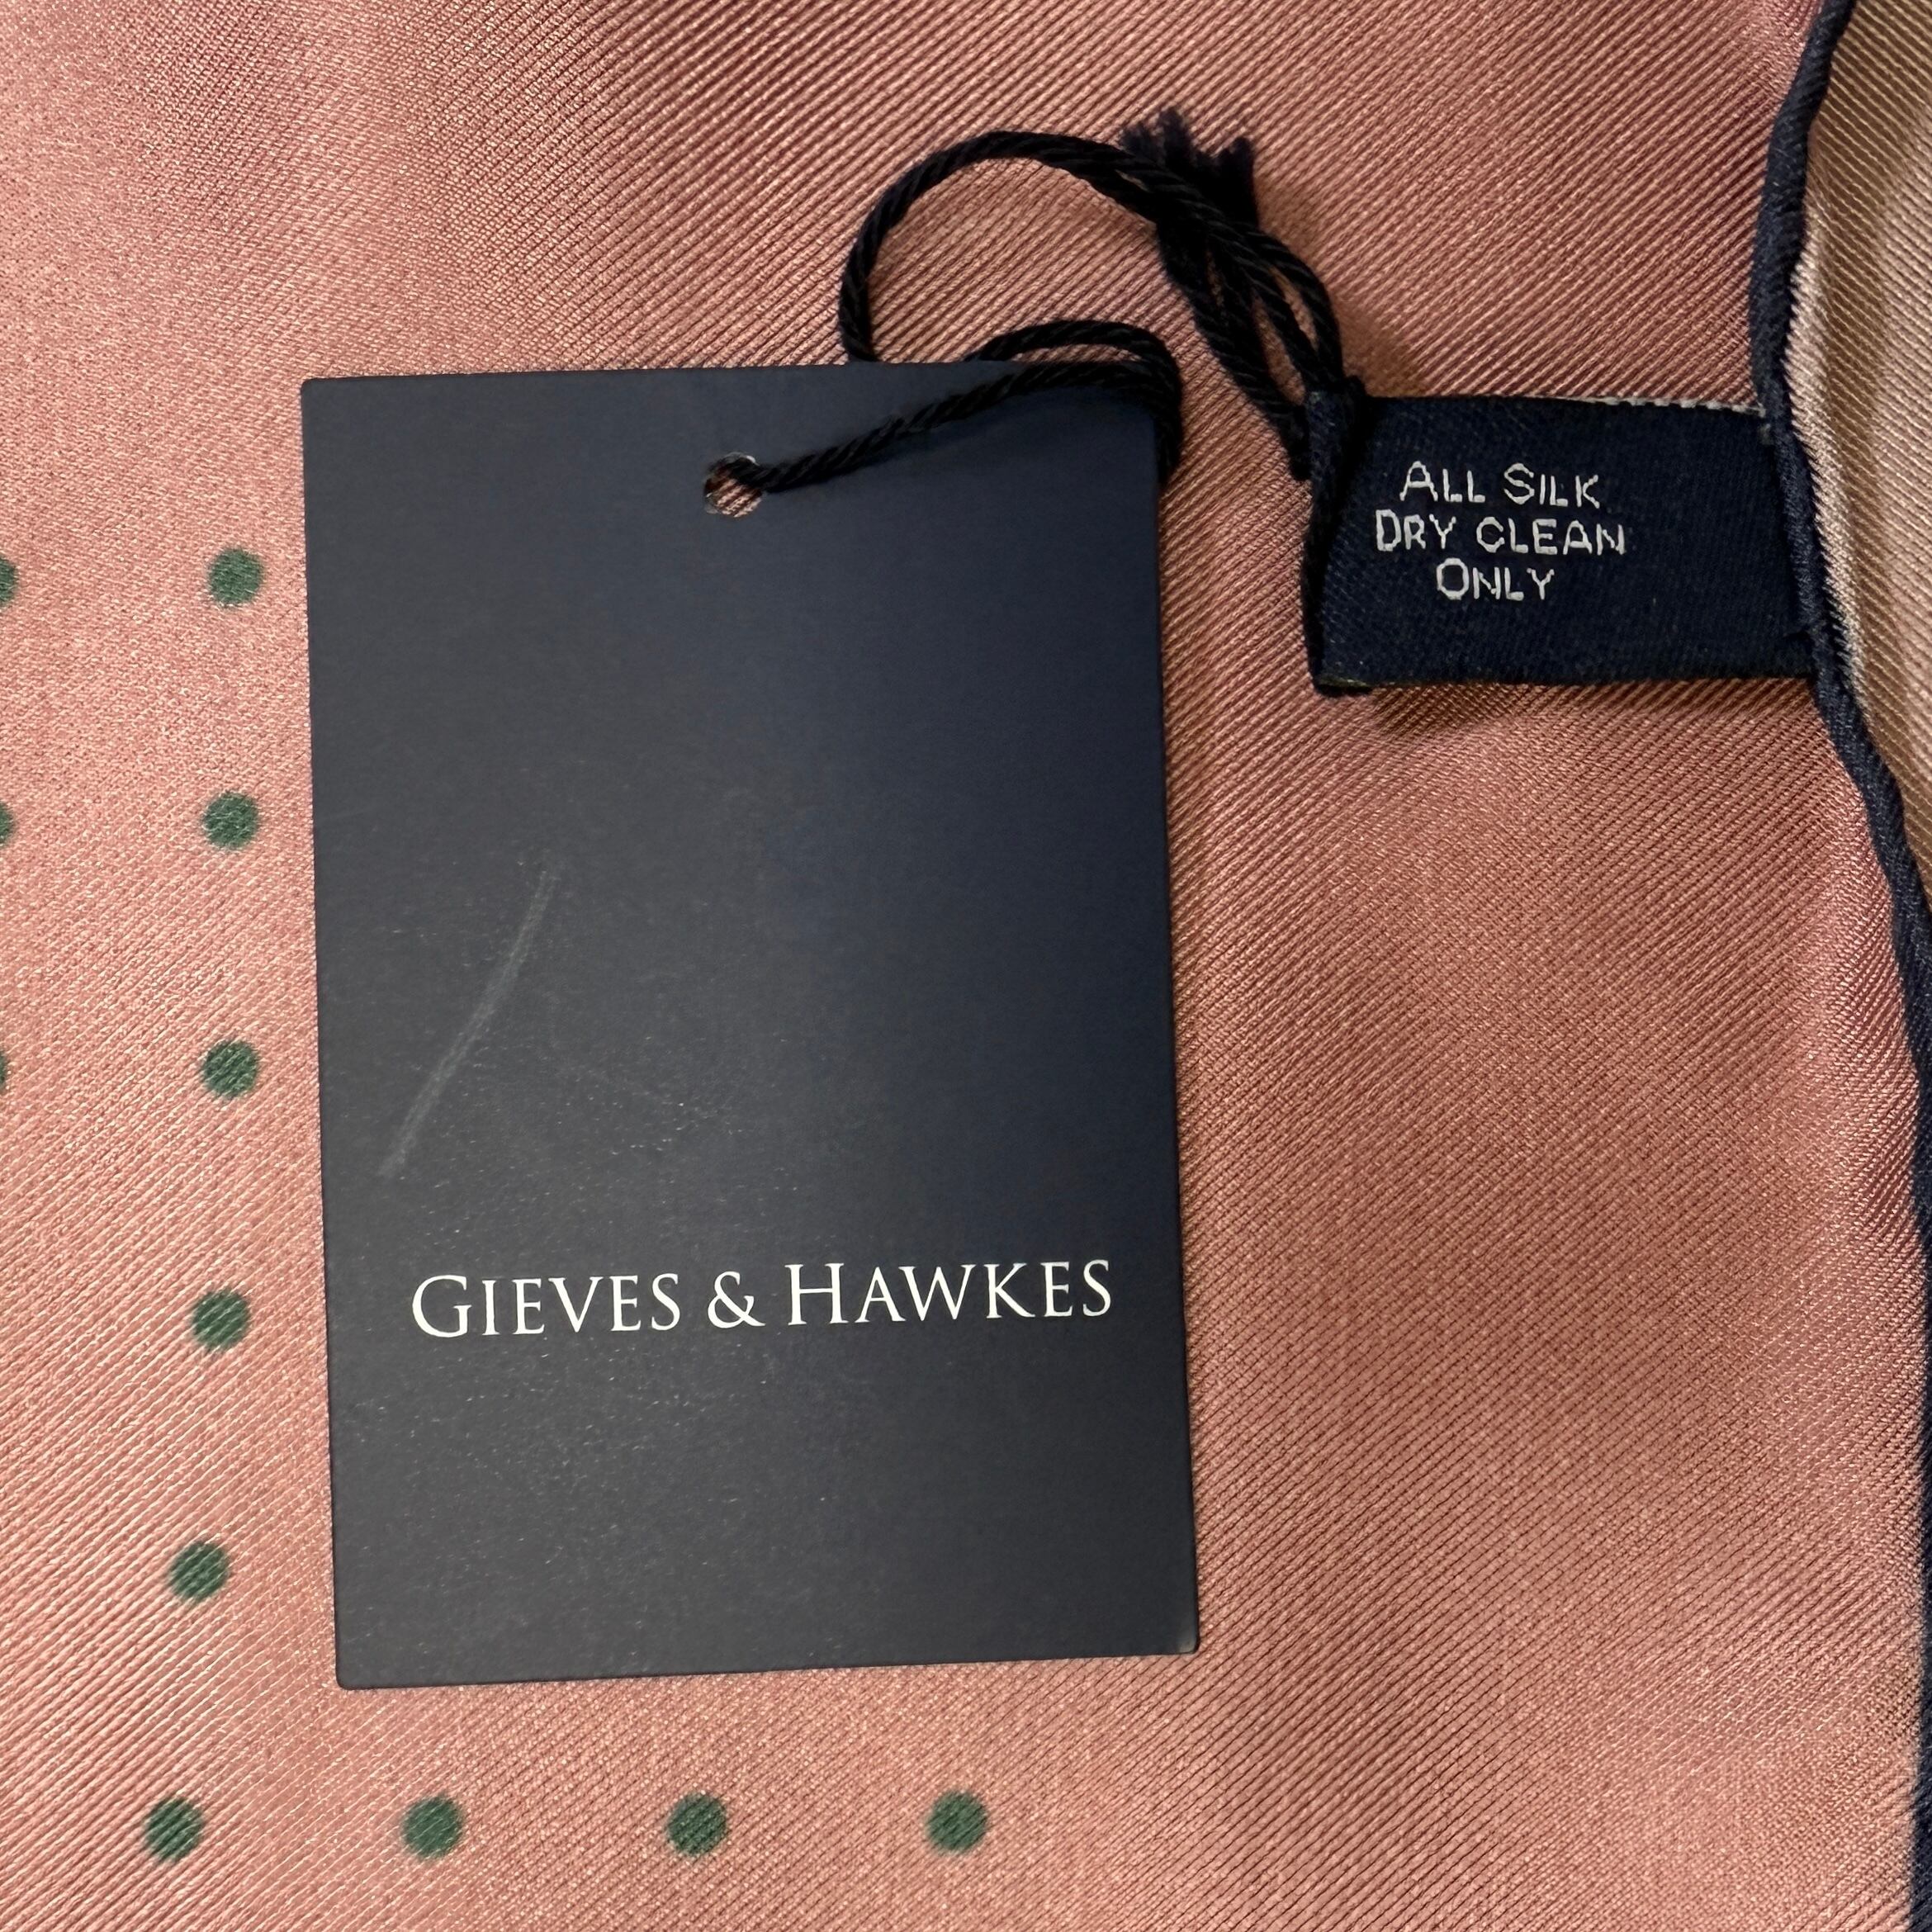 ALL SILK
DRY CLEAN
ONLY
GIEVES & HAWKES